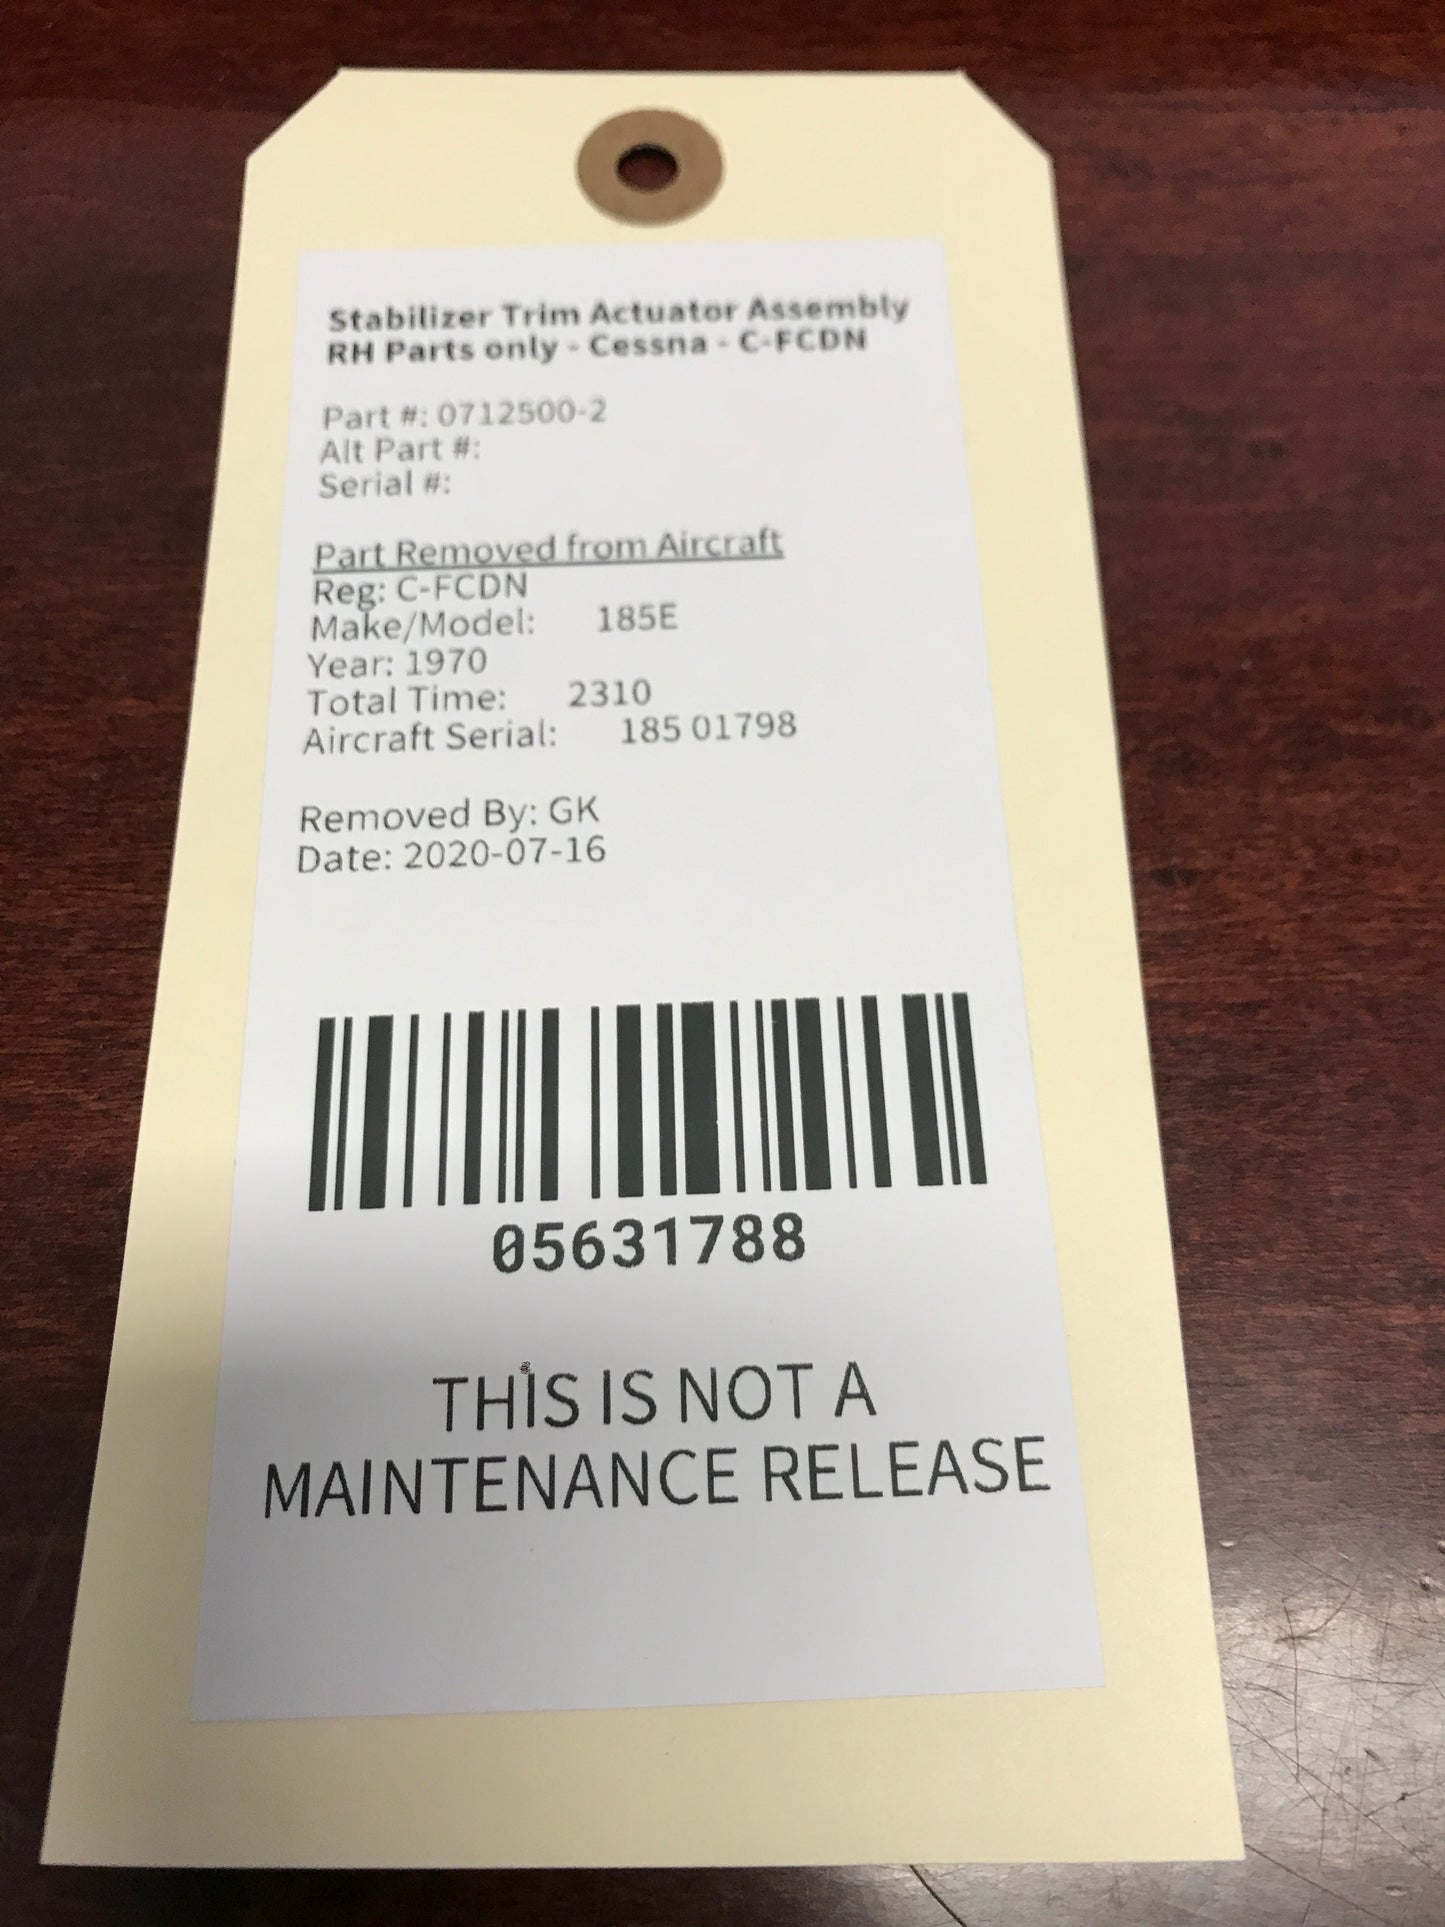 Stabilizer Trim Actuator Assembly
RH Parts only - Cessna - C-FCDN
Part #: 0712500-2
Alt Part #:
Serial #:
Part Removed from Aircraft
Reg: C-FCDN
Make/Model: 185E
Year: 1970
Total Time: 2310
Aircraft Serial: 185 01798
Removed By: GK
Date: 2020-07-16
05631788
THIS IS NOT A
MAINTENANCE RELEASE